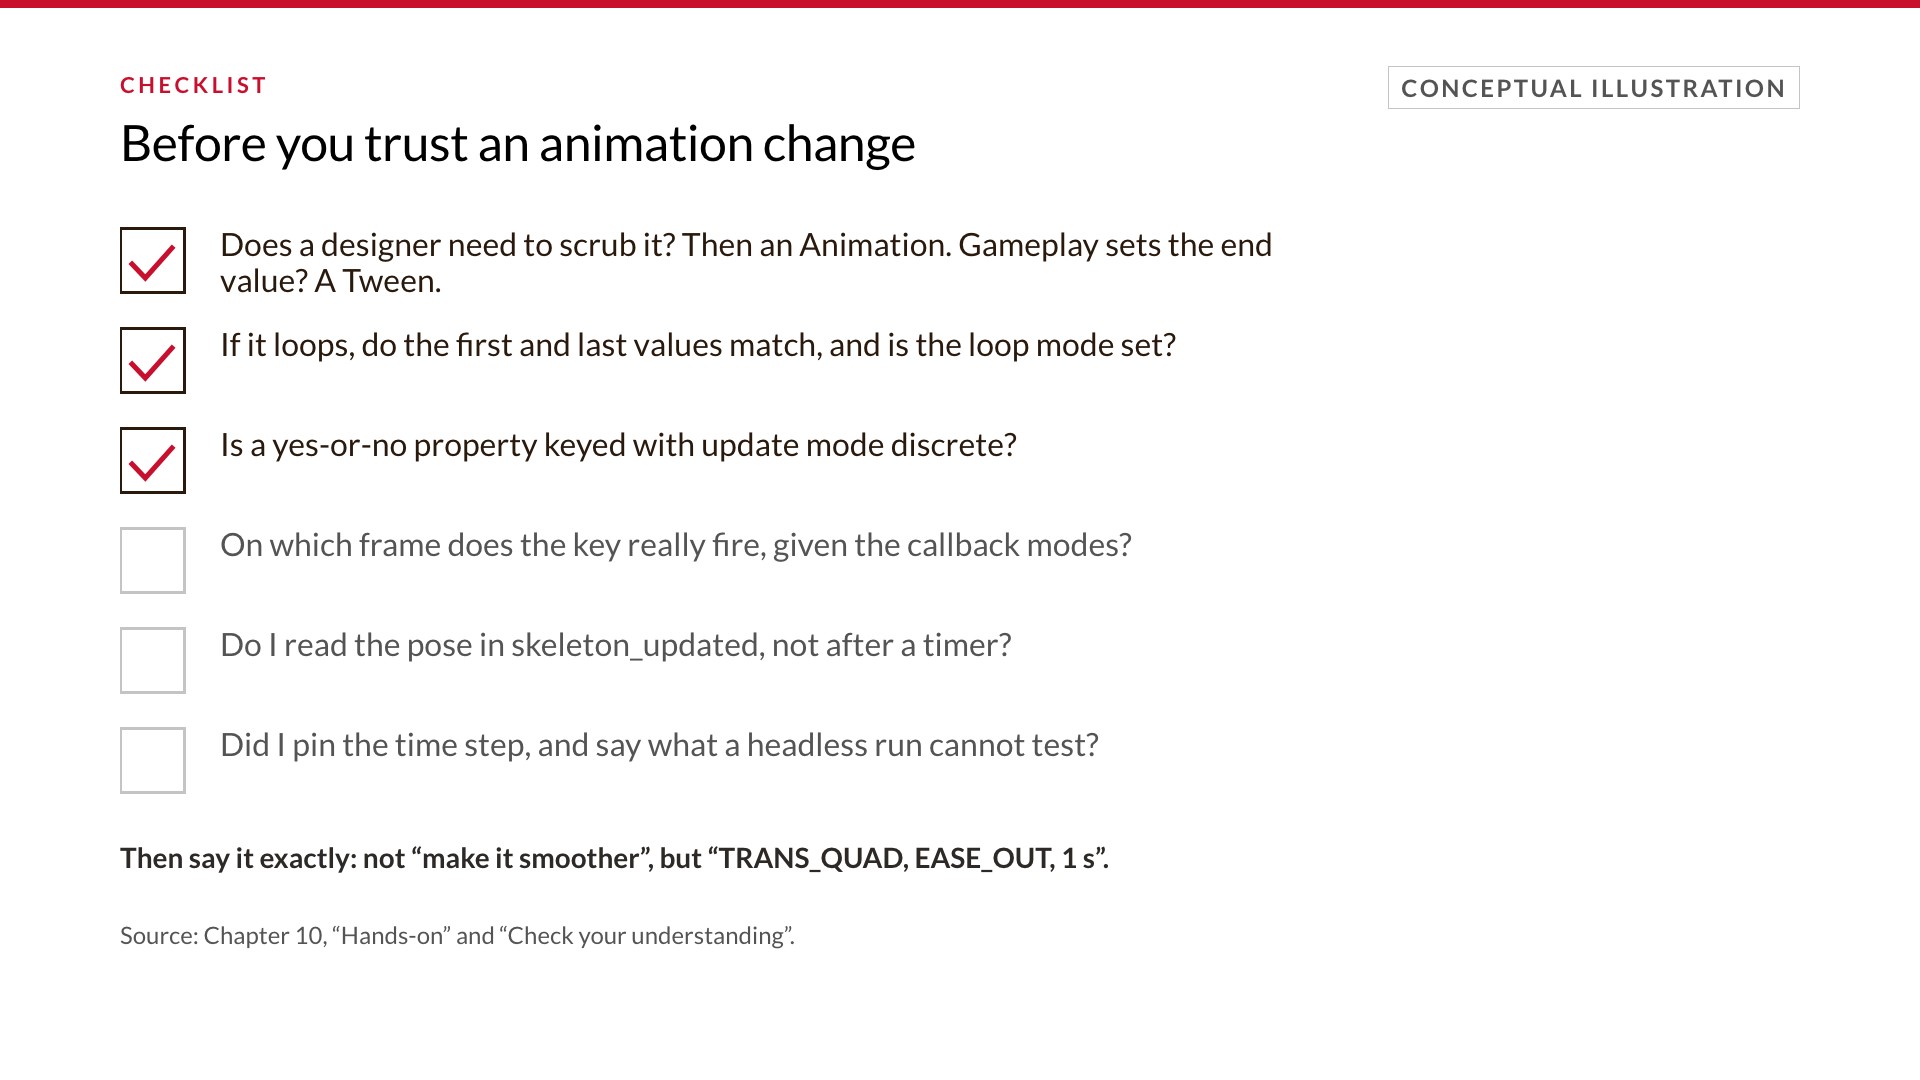 CHECKLIST
CONCEPTUAL ILLUSTRATION
Before you trust an animation change
Does a designer need to scrub it? Then an Animation. Gameplay sets the end
value? A Tween.
If it loops, do the first and last values match, and is the loop mode set?
Is a yes-or-no property keyed with update mode discrete?
On which frame does the key really fire, given the callback modes?
Do I read the pose in skeleton_updated, not after a timer?
Did I pin the time step, and say what a headless run cannot test?
Then say it exactly: not “make it smoother”, but “TRANS_QUAD, EASE_OUT, 1 s”.
Source: Chapter 10, “Hands-on” and “Check your understanding”.